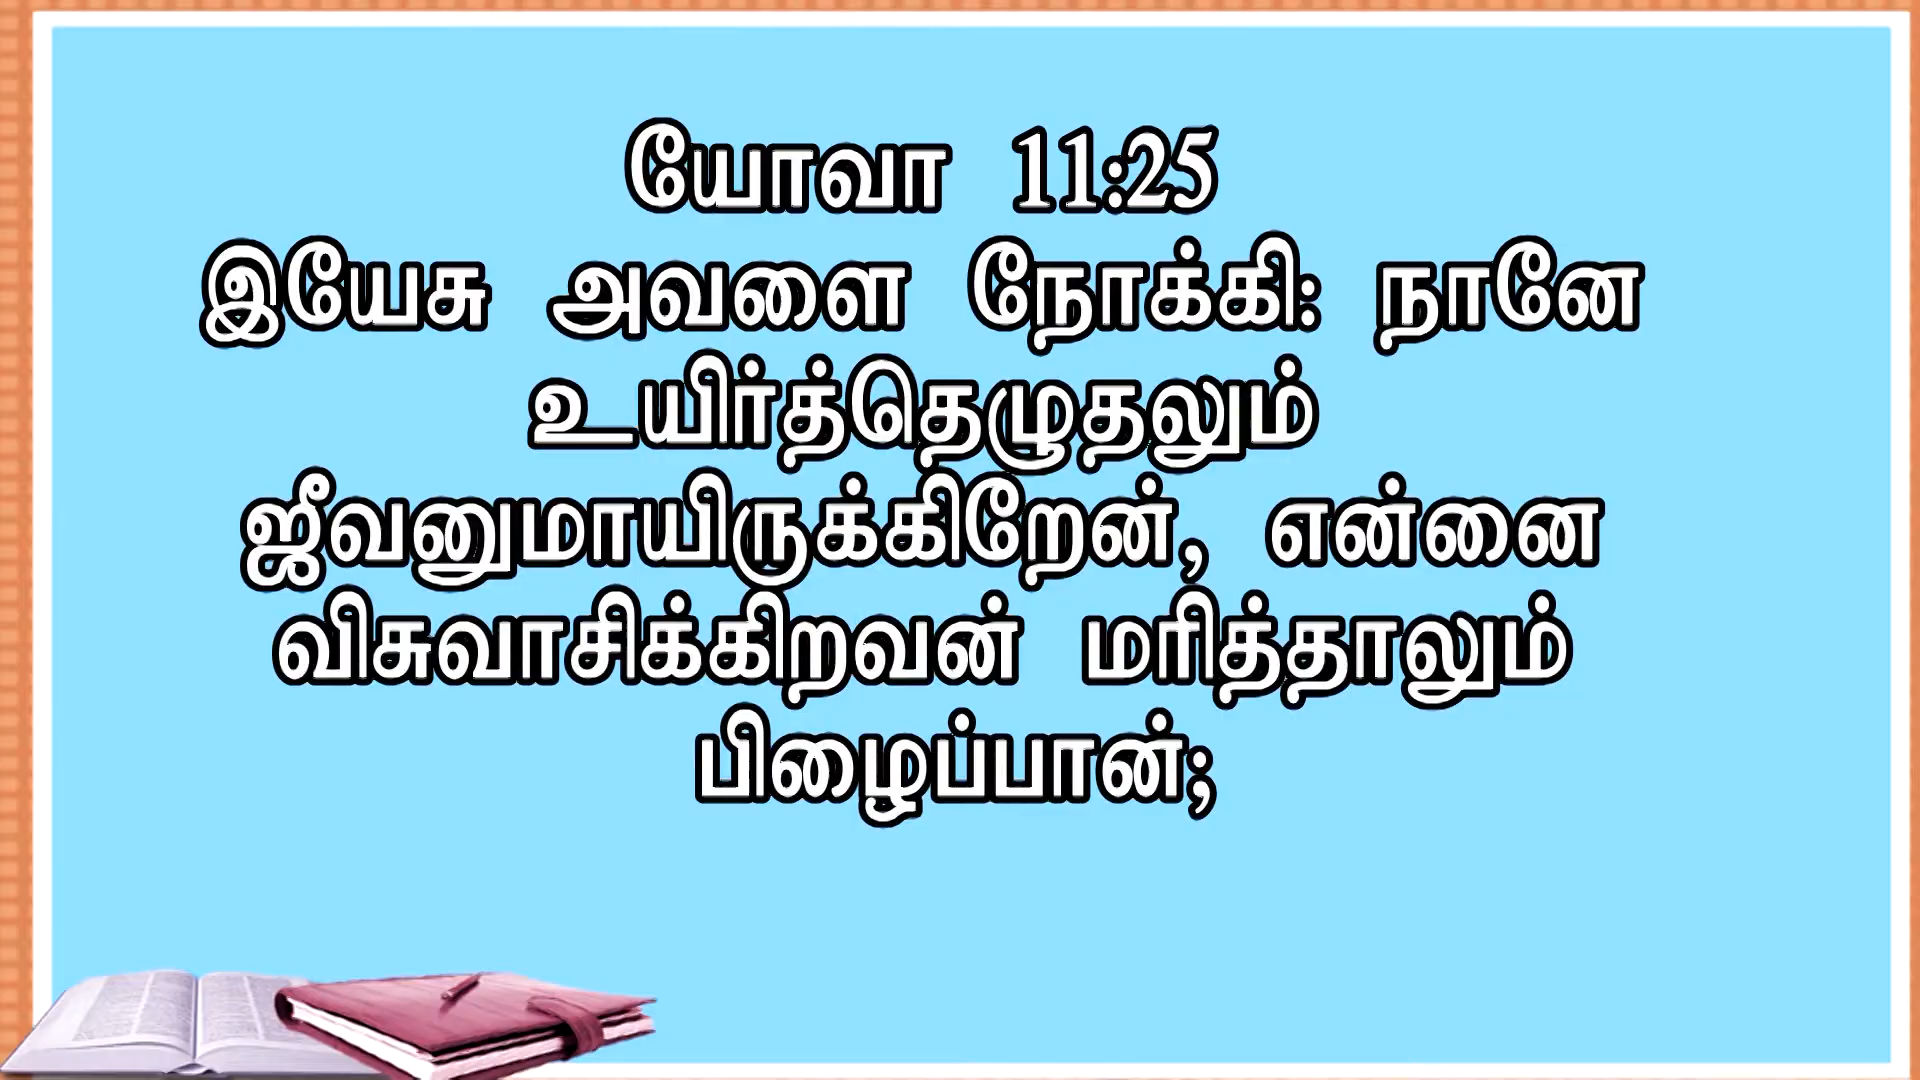 யோவா 11:25
இயேசு அவளை நோக்கி: நானே
உயிர்த்தெழுதலும்
ஜீவனுமாயிருக்கிறேன், என்னை
விசுவாசிக்கிறவன் மரித்தாலும்
பிழைப்பான்;